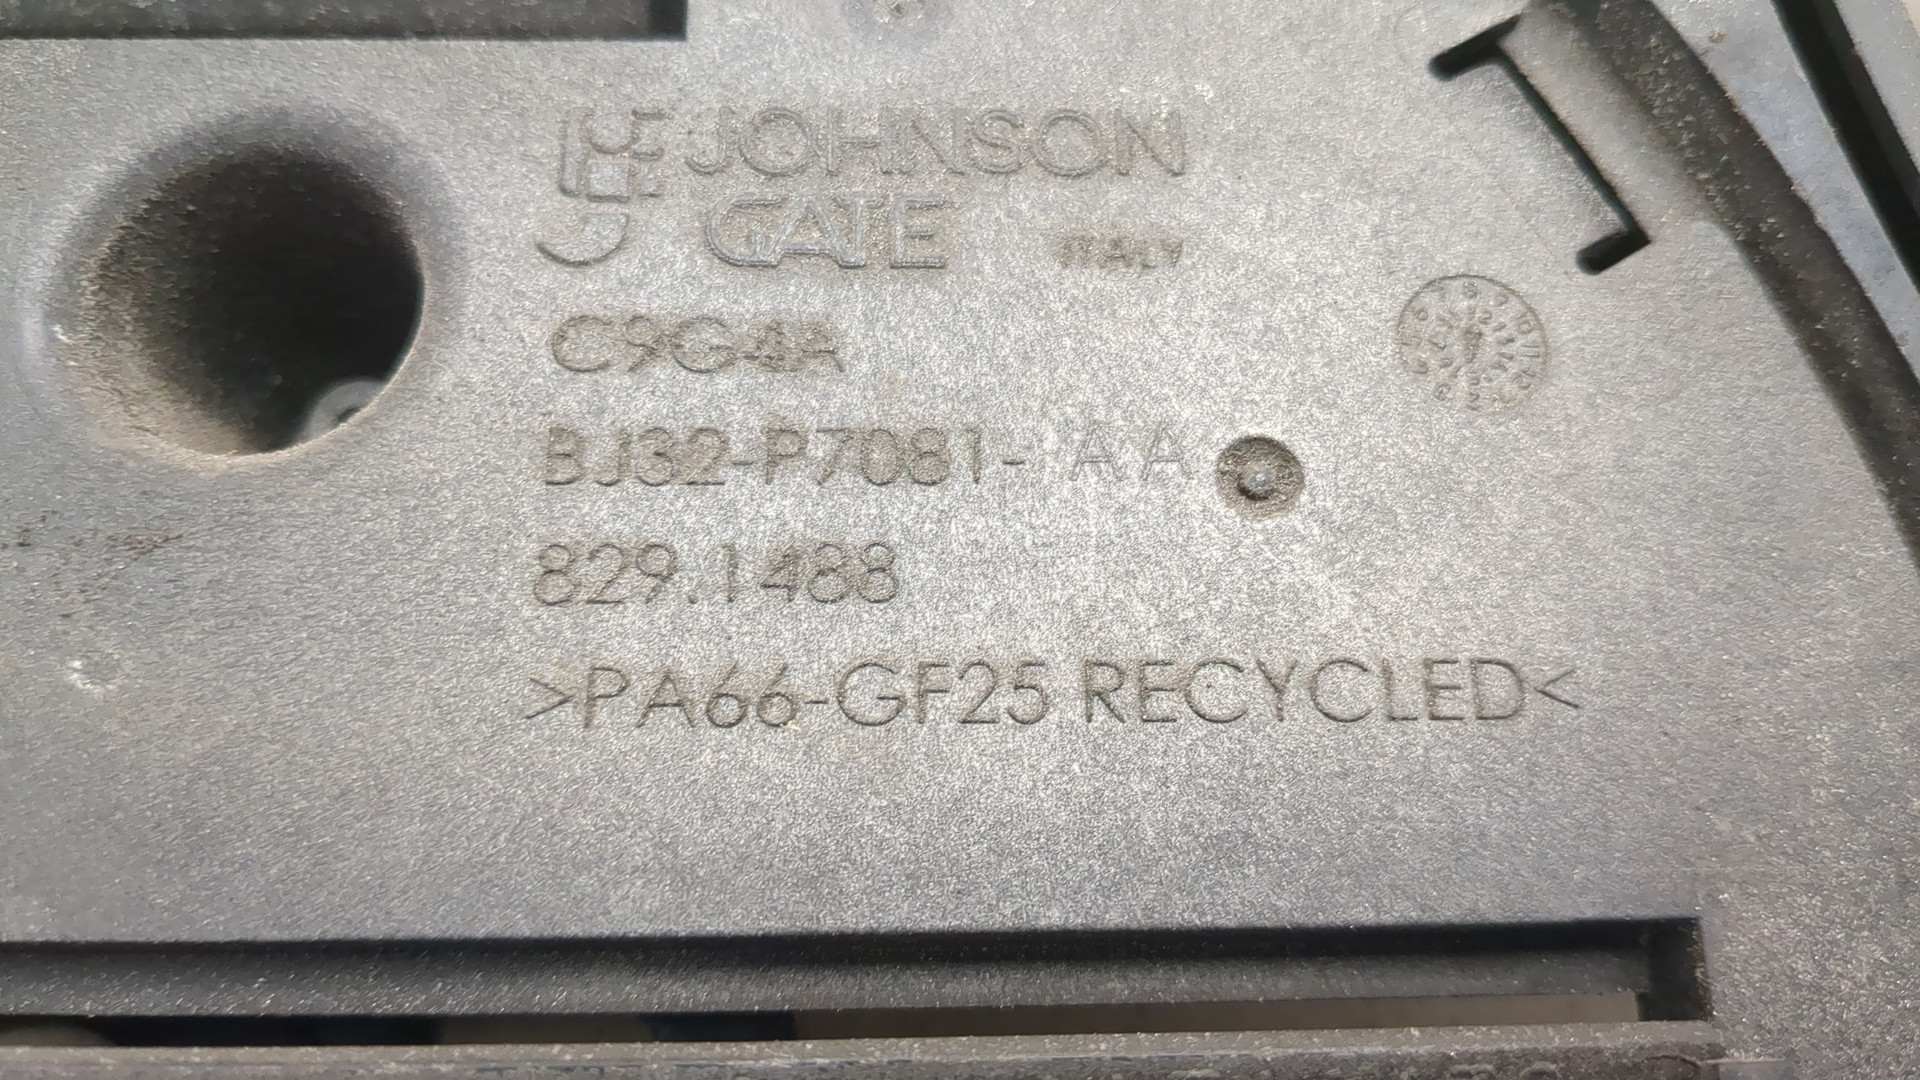 JOHNSON
GATE ITALY
C9G4A
BJ32-P7081-AA
829.1488
>PA66-GF25 RECYCLED<